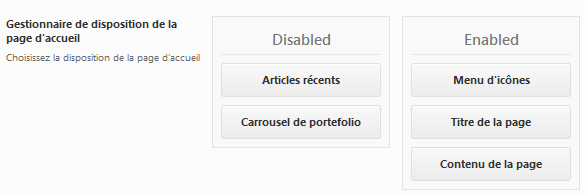 Gestionnaire de disposition de la
page d'accueil
Choisissez la disposition de la page d'accueil
Disabled
Articles récents
Carrousel de portefolio
Enabled
Menu d'icônes
Titre de la page
Contenu de la page